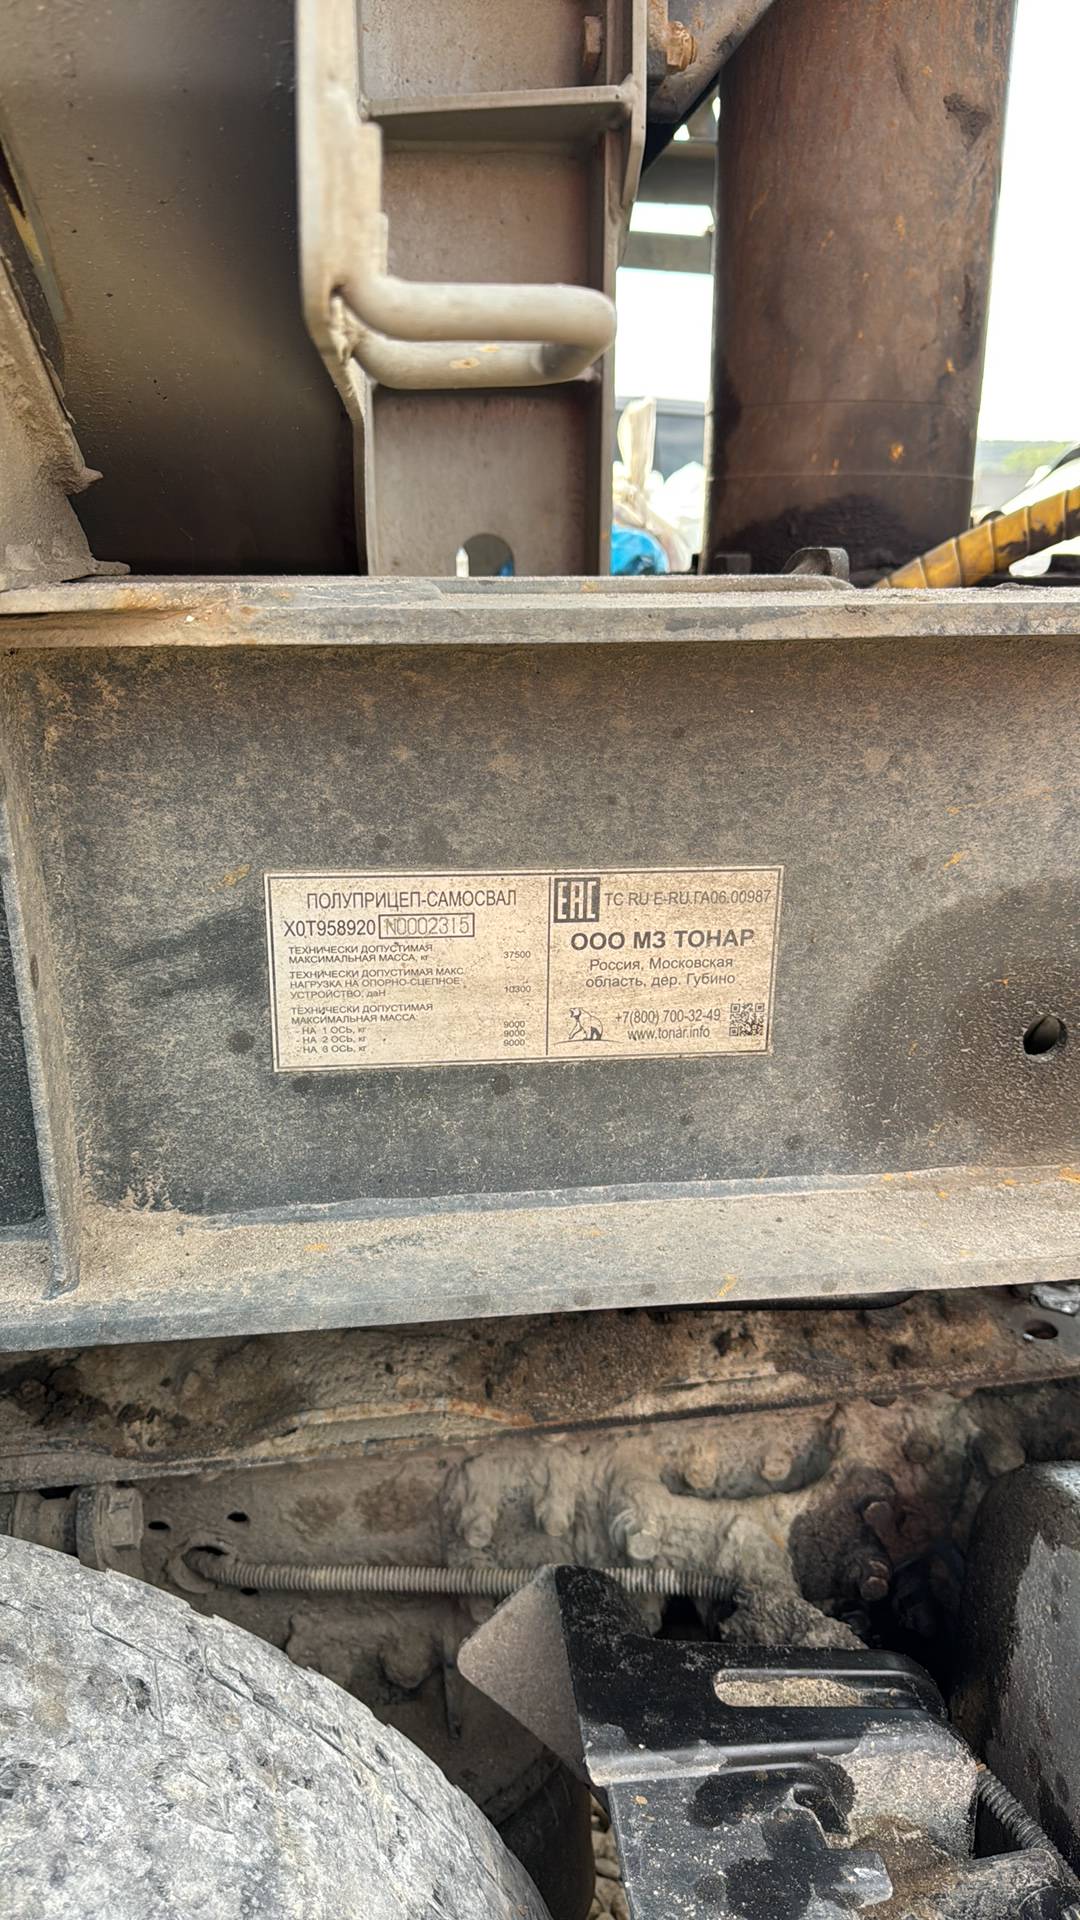 ПОЛУПРИЦЕП-САМОСВАЛ
X0T958920 N0002315
ТЕХНИЧЕСКИ ДОПУСТИМАЯ
МАКСИМАЛЬНАЯ МАССА, кг 37500
ТЕХНИЧЕСКИ ДОПУСТИМАЯ МАКС.
НАГРУЗКА НА ОПОРНО-СЦЕПНОЕ
УСТРОЙСТВО, даН 10300
ТЕХНИЧЕСКИ ДОПУСТИМАЯ
МАКСИМАЛЬНАЯ МАССА:
- НА 1 ОСЬ, кг 9000
- НА 2 ОСЬ, кг 9000
- НА 3 ОСЬ, кг 9000
EAC ТС RU E-RU.ГА06.00987
ООО МЗ ТОНАР
Россия, Московская
область, дер. Губино
+7(800) 700-32-49
www.tonar.info